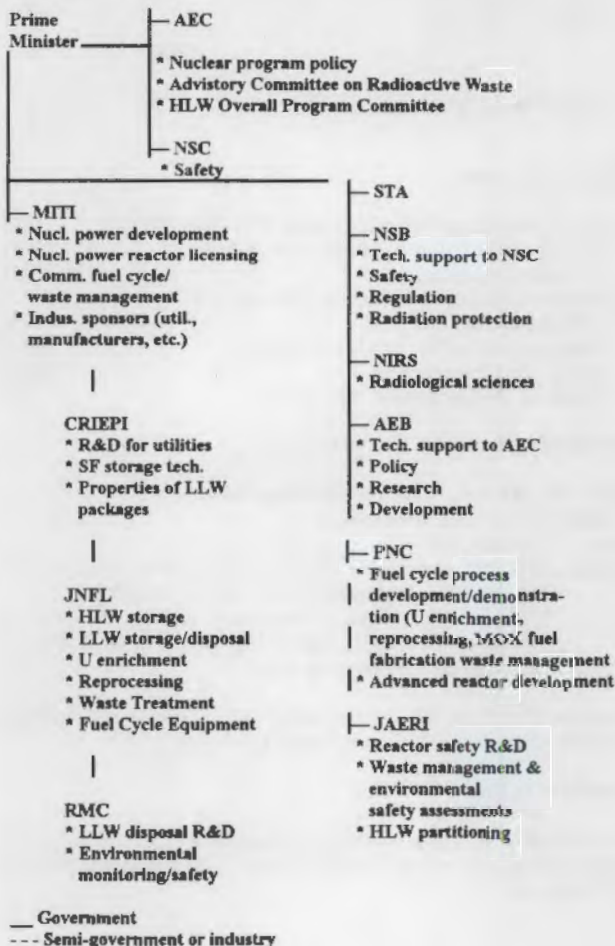 Prime
Minister
AEC
* Nuclear program policy
* Advistory Committee on Radioactive Waste
* HLW Overall Program Committee
NSC
* Safety
MITI
* Nucl. power development
* Nucl. power reactor licensing
* Comm. fuel cycle/
waste management
* Indus. sponsors (util.,
manufacturers, etc.)
CRIEPI
* R&D for utilities
* SF storage tech.
* Properties of LLW
packages
JNFL
* HLW storage
* LLW storage/disposal
* U enrichment
* Reprocessing
* Waste Treatment
* Fuel Cycle Equipment
RMC
* LLW disposal R&D
* Environmental
monitoring/safety
STA
NSB
* Tech. support to NSC
* Safety
* Regulation
* Radiation protection
NIRS
* Radiological sciences
AEB
* Tech. support to AEC
* Policy
* Research
* Development
PNC
* Fuel cycle process
development/demonstra-
tion (U enrichment,
reprocessing, MOX fuel
fabrication waste management
* Advanced reactor development
JAERI
* Reactor safety R&D
* Waste management &
environmental
safety assessments
* HLW partitioning
__ Government
--- Semi-government or industry